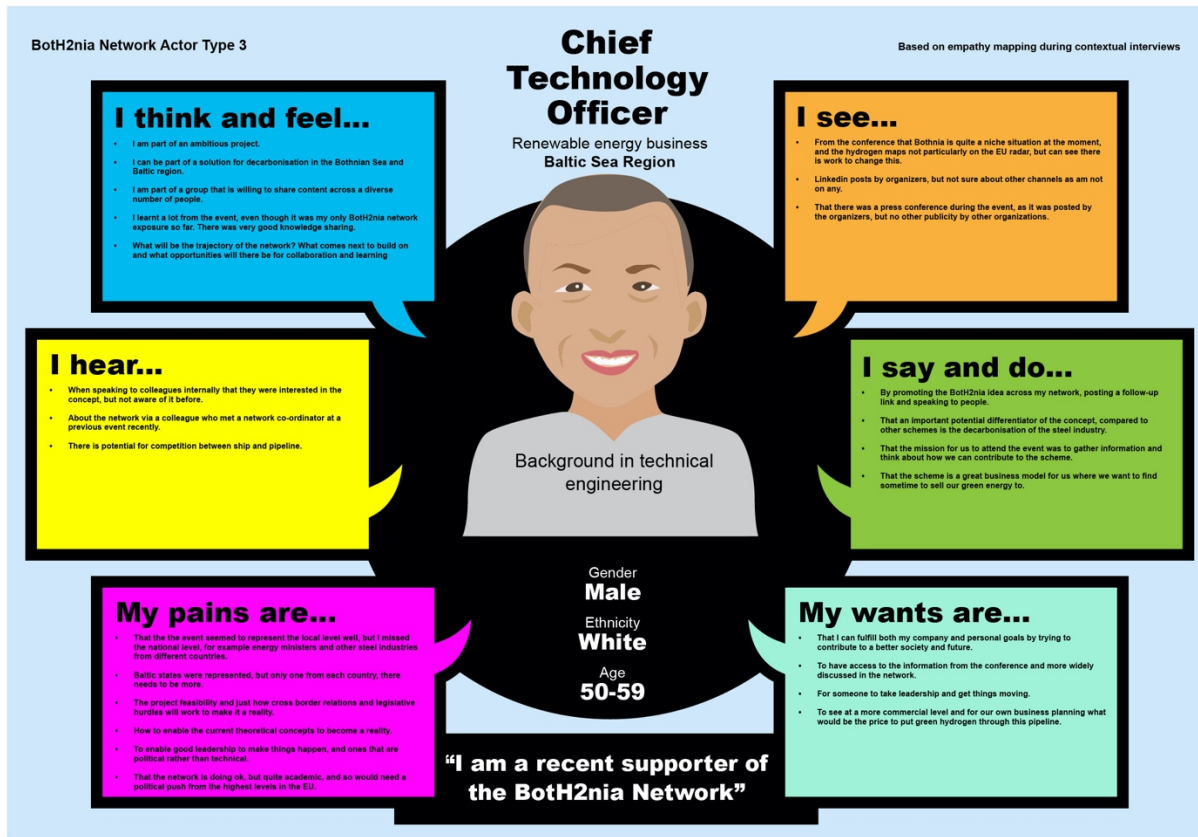 BotH2nia Network Actor Type 3
Chief
Technology
Officer
Renewable energy business
Baltic Sea Region
Based on empathy mapping during contextual interviews
I think and feel...
• I am part of an ambitious project.
• I can be part of a solution for decarbonisation in the Bothnian Sea and
Baltic region.
• I am part of a group that is willing to share content across a diverse
number of people.
• I learnt a lot from the event, even though it was my only BotH2nia network
exposure so far. There was very good knowledge sharing.
• What will be the trajectory of the network? What comes next to build on
and what opportunities will there be for collaboration and learning
I see...
• From the conference that Bothnia is quite a niche situation at the moment,
and the hydrogen maps not particularly on the EU radar, but can see there
is work to change this.
• Linkedin posts by organizers, but not sure about other channels as am not
on any.
• That there was a press conference during the event, as it was posted by
the organizers, but no other publicity by other organizations.
I hear...
• When speaking to colleagues internally that they were interested in the
concept, but not aware of it before.
• About the network via a colleague who met a network co-ordinator at a
previous event recently.
• There is potential for competition between ship and pipeline.
I say and do...
• By promoting the BotH2nia idea across my network, posting a follow-up
link and speaking to people.
• That an important potential differentiator of the concept, compared to
other schemes is the decarbonisation of the steel industry.
• That the mission for us to attend the event was to gather information and
think about how we can contribute to the scheme.
• That the scheme is a great business model for us where we want to find
sometime to sell our green energy to.
Background in technical
engineering
Gender
Male
Ethnicity
White
Age
50-59
My pains are...
• That the the event seemed to represent the local level well, but I missed
the national level, for example energy ministers and other steel industries
from different countries.
• Baltic states were represented, but only one from each country, there
needs to be more.
• The project feasibility and just how cross border relations and legislative
hurdles will work to make it a reality.
• How to enable the current theoretical concepts to become a reality.
• To enable good leadership to make things happen, and ones that are
political rather than technical.
• That the network is doing ok, but quite academic, and so would need a
political push from the highest levels in the EU.
My wants are...
• That I can fulfill both my company and personal goals by trying to
contribute to a better society and future.
• To have access to the information from the conference and more widely
discussed in the network.
• For someone to take leadership and get things moving.
• To see at a more commercial level and for our own business planning what
would be the price to put green hydrogen through this pipeline.
“I am a recent supporter of
the BotH2nia Network”